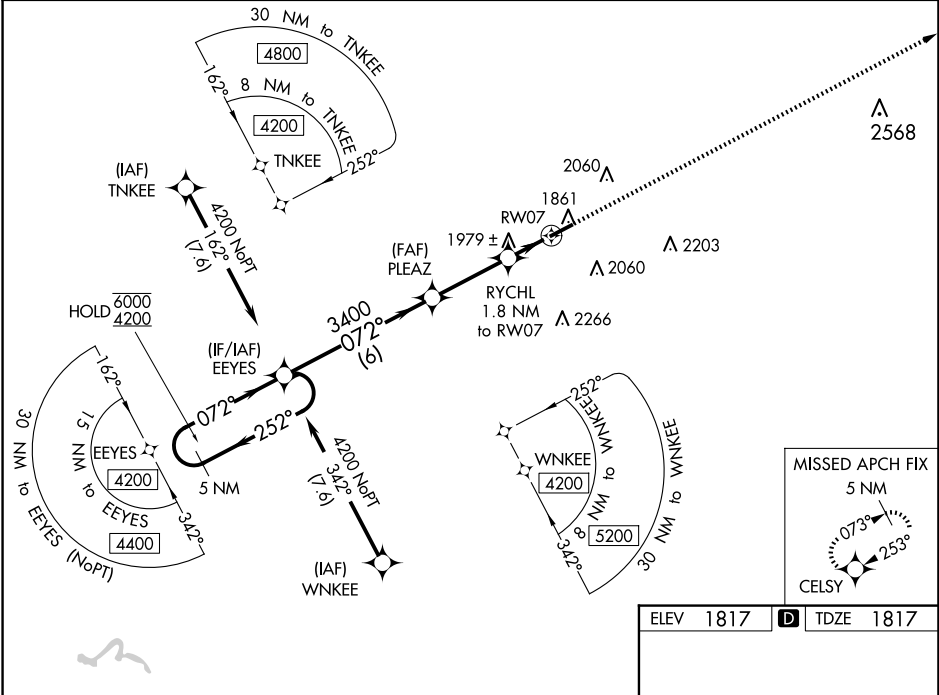 30 NM to TNKEE
4800
162°
8 NM to TNKEE
4200
TNKEE
252°
2568
(IAF)
TNKEE
4200 NoPT
162°
(7.6)
2060
1861
RW07
1979 ±
2203
2060
(FAF)
PLEAZ
RYCHL
1.8 NM
to RW07
2266
HOLD 6000
4200
3400
072°
(6)
(IF/IAF)
EEYES
072°
252°
5 NM
162°
30 NM to EEYES (NoPT)
15 NM to EEYES
EEYES
4200
4400
342°
4200 NoPT
342°
(7.6)
(IAF)
WNKEE
252°
WNKEE
4200
8 NM to WNKEE
5200
30 NM to WNKEE
342°
MISSED APCH FIX
5 NM
073°
253°
CELSY
ELEV 1817 D TDZE 1817